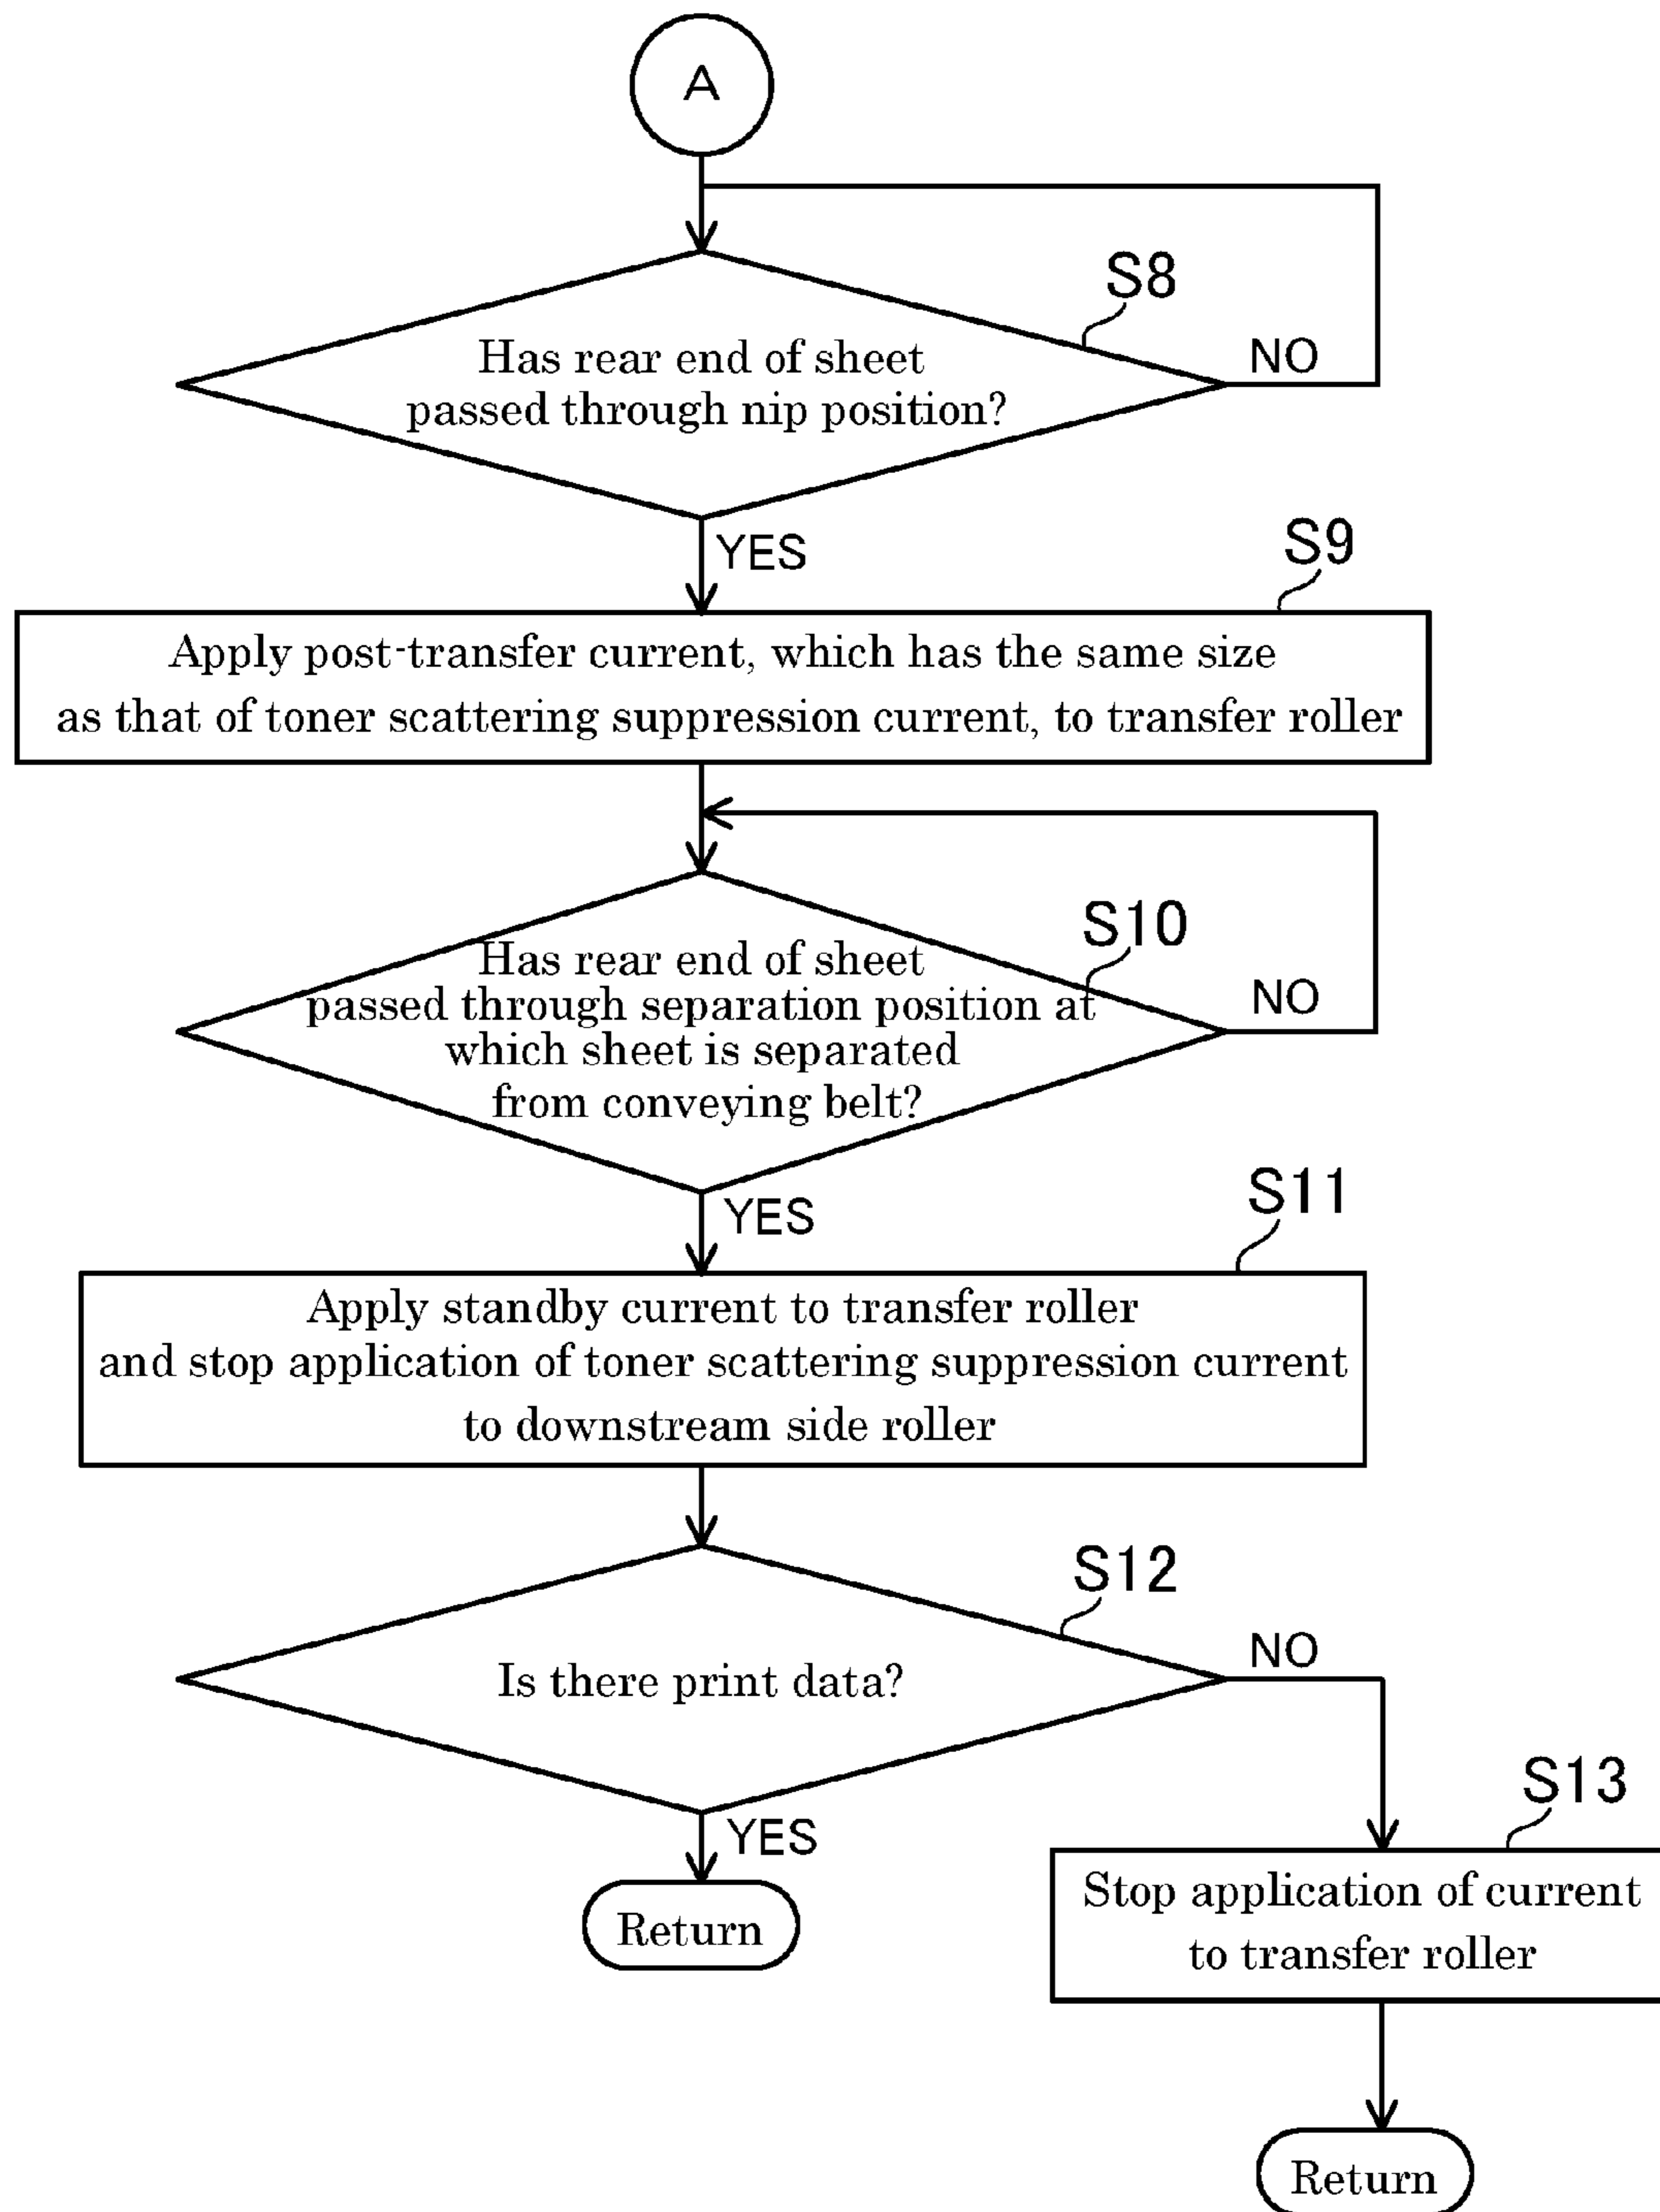 A
S8
Has rear end of sheet
passed through nip position?
NO
YES
S9
Apply post-transfer current, which has the same size
as that of toner scattering suppression current, to transfer roller
S10
Has rear end of sheet
passed through separation position at
which sheet is separated
from conveying belt?
NO
YES
S11
Apply standby current to transfer roller
and stop application of toner scattering suppression current
to downstream side roller
S12
Is there print data?
NO
YES
Return
S13
Stop application of current
to transfer roller
Return